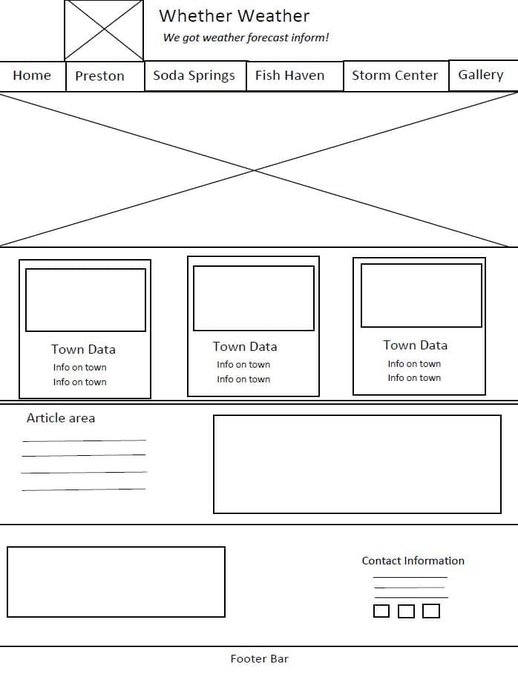 Whether Weather
We got weather forecast inform!
Home Preston Soda Springs Fish Haven Storm Center Gallery
Town Data Town Data Town Data
Info on town Info on town Info on town
Info on town Info on town Info on town
Article area
Contact Information
Footer Bar